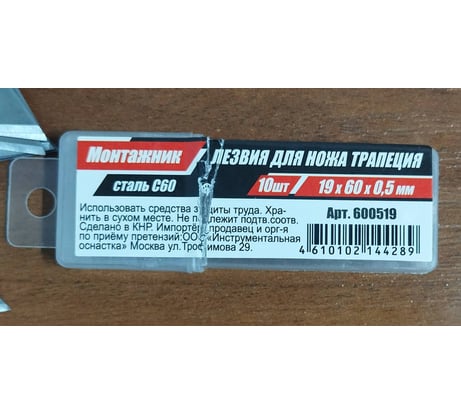 Монтажник
ЛЕЗВИЯ ДЛЯ НОЖА ТРАПЕЦИЯ
сталь С60
10шт
19 х 60 х 0,5 мм
Использовать средства защиты труда. Хра-
нить в сухом месте. Не подлежит подтв.соотв.
Сделано в КНР. Импортёр, продавец и орг-я
по приёму претензий:ООО «Инструментальная
оснастка» Москва ул.Трофимова 29.
Арт. 600519
4 610102 144289